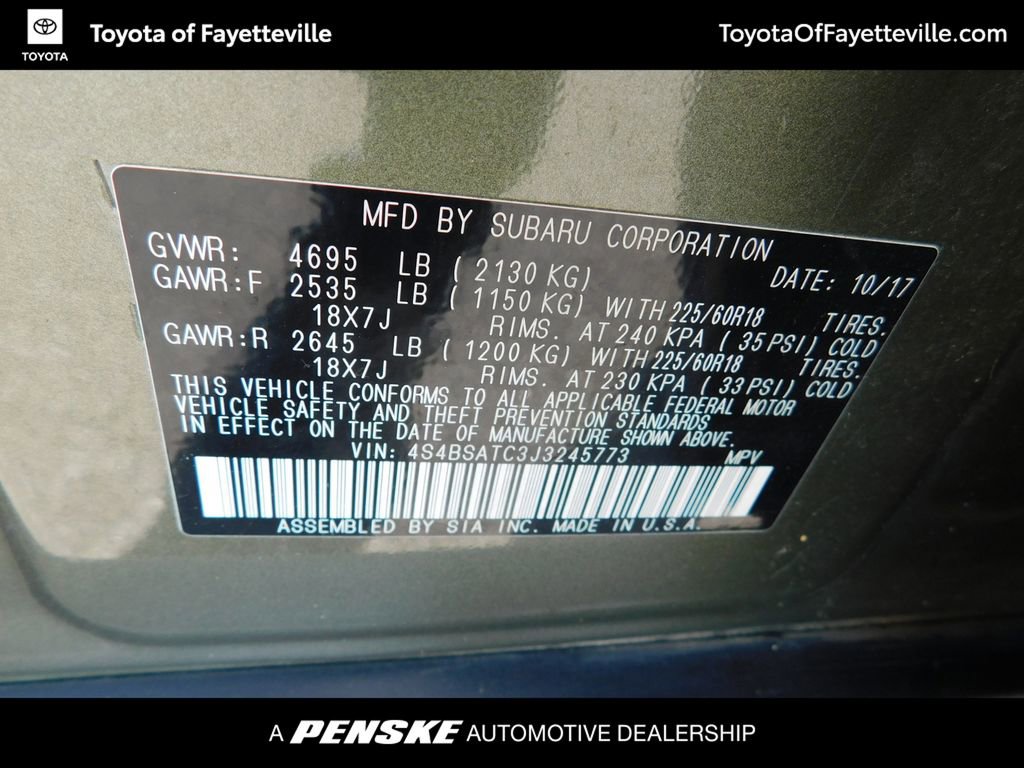 TOYOTA
Toyota of Fayetteville
ToyotaOfFayetteville.com
MFD BY SUBARU CORPORATION
GVWR: 4695 LB ( 2130 KG) DATE: 10/17
GAWR:F 2535 LB ( 1150 KG) WITH 225/60R18 TIRES.
18X7J RIMS. AT 240 KPA ( 35 PSI) COLD
GAWR:R 2645 LB ( 1200 KG) WITH 225/60R18 TIRES.
18X7J RIMS. AT 230 KPA ( 33 PSI) COLD
THIS VEHICLE CONFORMS TO ALL APPLICABLE FEDERAL MOTOR
VEHICLE SAFETY AND THEFT PREVENTION STANDARDS
IN EFFECT ON THE DATE OF MANUFACTURE SHOWN ABOVE.
VIN: 4S4BSATC3J3245773 MPV
ASSEMBLED BY SIA INC. MADE IN U.S.A.
A PENSKE AUTOMOTIVE DEALERSHIP